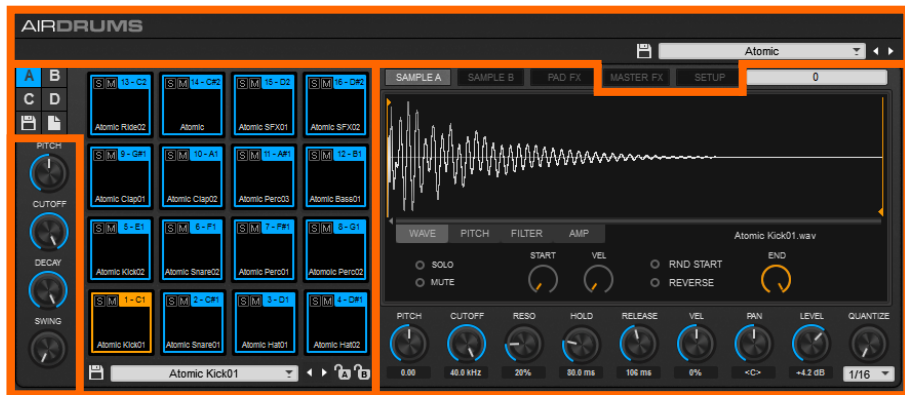 AIRDRUMS
Atomic
A B
C D
PITCH
CUTOFF
DECAY
SWING
S M 13 - C2 S M 14 - C#2 S M 15 - D2 S M 16 - D#2
Atomic Ride02 Atomic Atomic SFX01 Atomic SFX02
S M 9 - G#1 S M 10 - A1 S M 11 - A#1 S M 12 - B1
Atomic Clap01 Atomic Clap02 Atomic Perc03 Atomic Bass01
S M 5 - E1 S M 6 - F1 S M 7 - F#1 S M 8 - G1
Atomic Kick02 Atomic Snare02 Atomic Perc01 Atomoic Perc02
S M 1 - C1 S M 2 - C#1 S M 3 - D1 S M 4 - D#1
Atomic Kick01 Atomic Snare01 Atomic Hat01 Atomic Hat02
Atomic Kick01 A B
SAMPLE A SAMPLE B PAD FX MASTER FX SETUP 0
WAVE PITCH FILTER AMP Atomic Kick01.wav
SOLO START VEL RND START END
MUTE REVERSE
PITCH CUTOFF RESO HOLD RELEASE VEL PAN LEVEL QUANTIZE
0.00 40.0 kHz 20% 80.0 ms 106 ms 0% <C> +4.2 dB 1/16